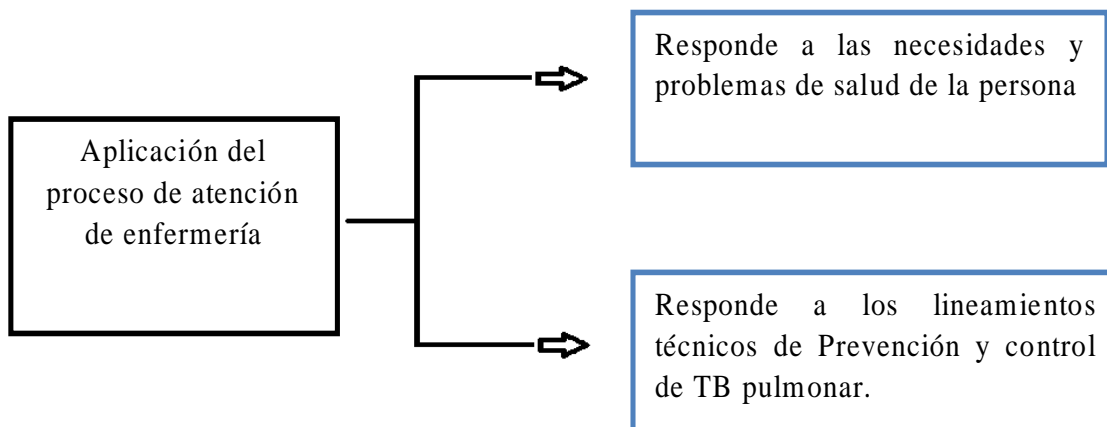 Aplicación del
proceso de atención
de enfermería
Responde a las necesidades y
problemas de salud de la persona
Responde a los lineamientos
técnicos de Prevención y control
de TB pulmonar.